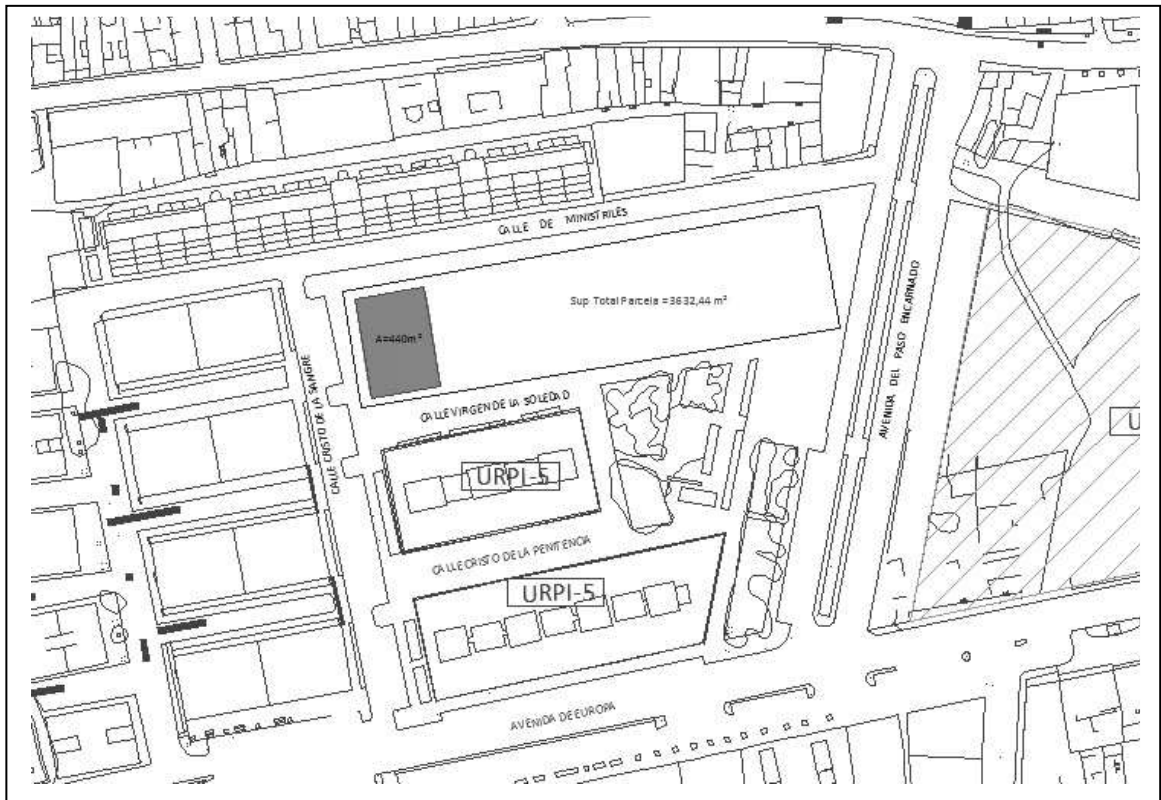 CALLE DE MINISTRILES
Sup Total Parcela = 3632,44 m²
A=440m²
CALLE CRISTO DE LA SANGRE
AVENIDA DEL PASO ENCARNADO
CALLE VIRGEN DE LA SOLEDAD
U
URPI-5
CALLE CRISTO DE LA PENITENCIA
URPI-5
AVENIDA DE EUROPA